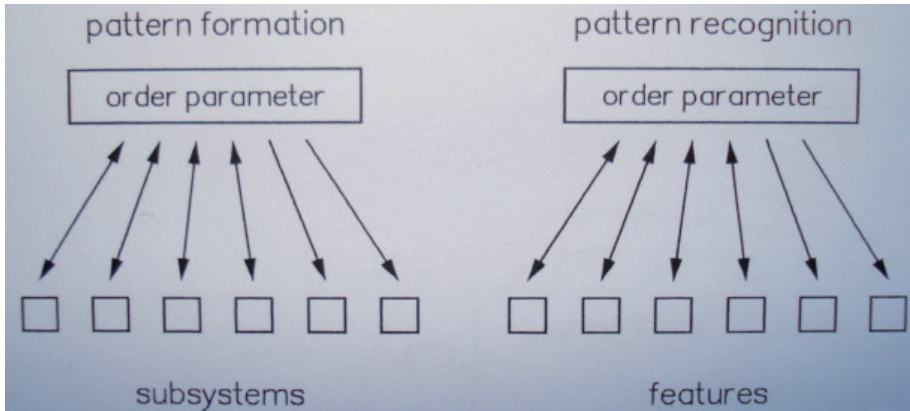 pattern formation
order parameter
subsystems
pattern recognition
order parameter
features